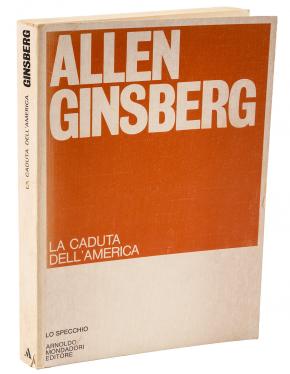 ALLEN
GINSBERG
LA CADUTA
DELL'AMERICA
LO SPECCHIO
ARNOLDO
MONDADORI
EDITORE
LA CADUTA DELL'AMERICA GINSBERG